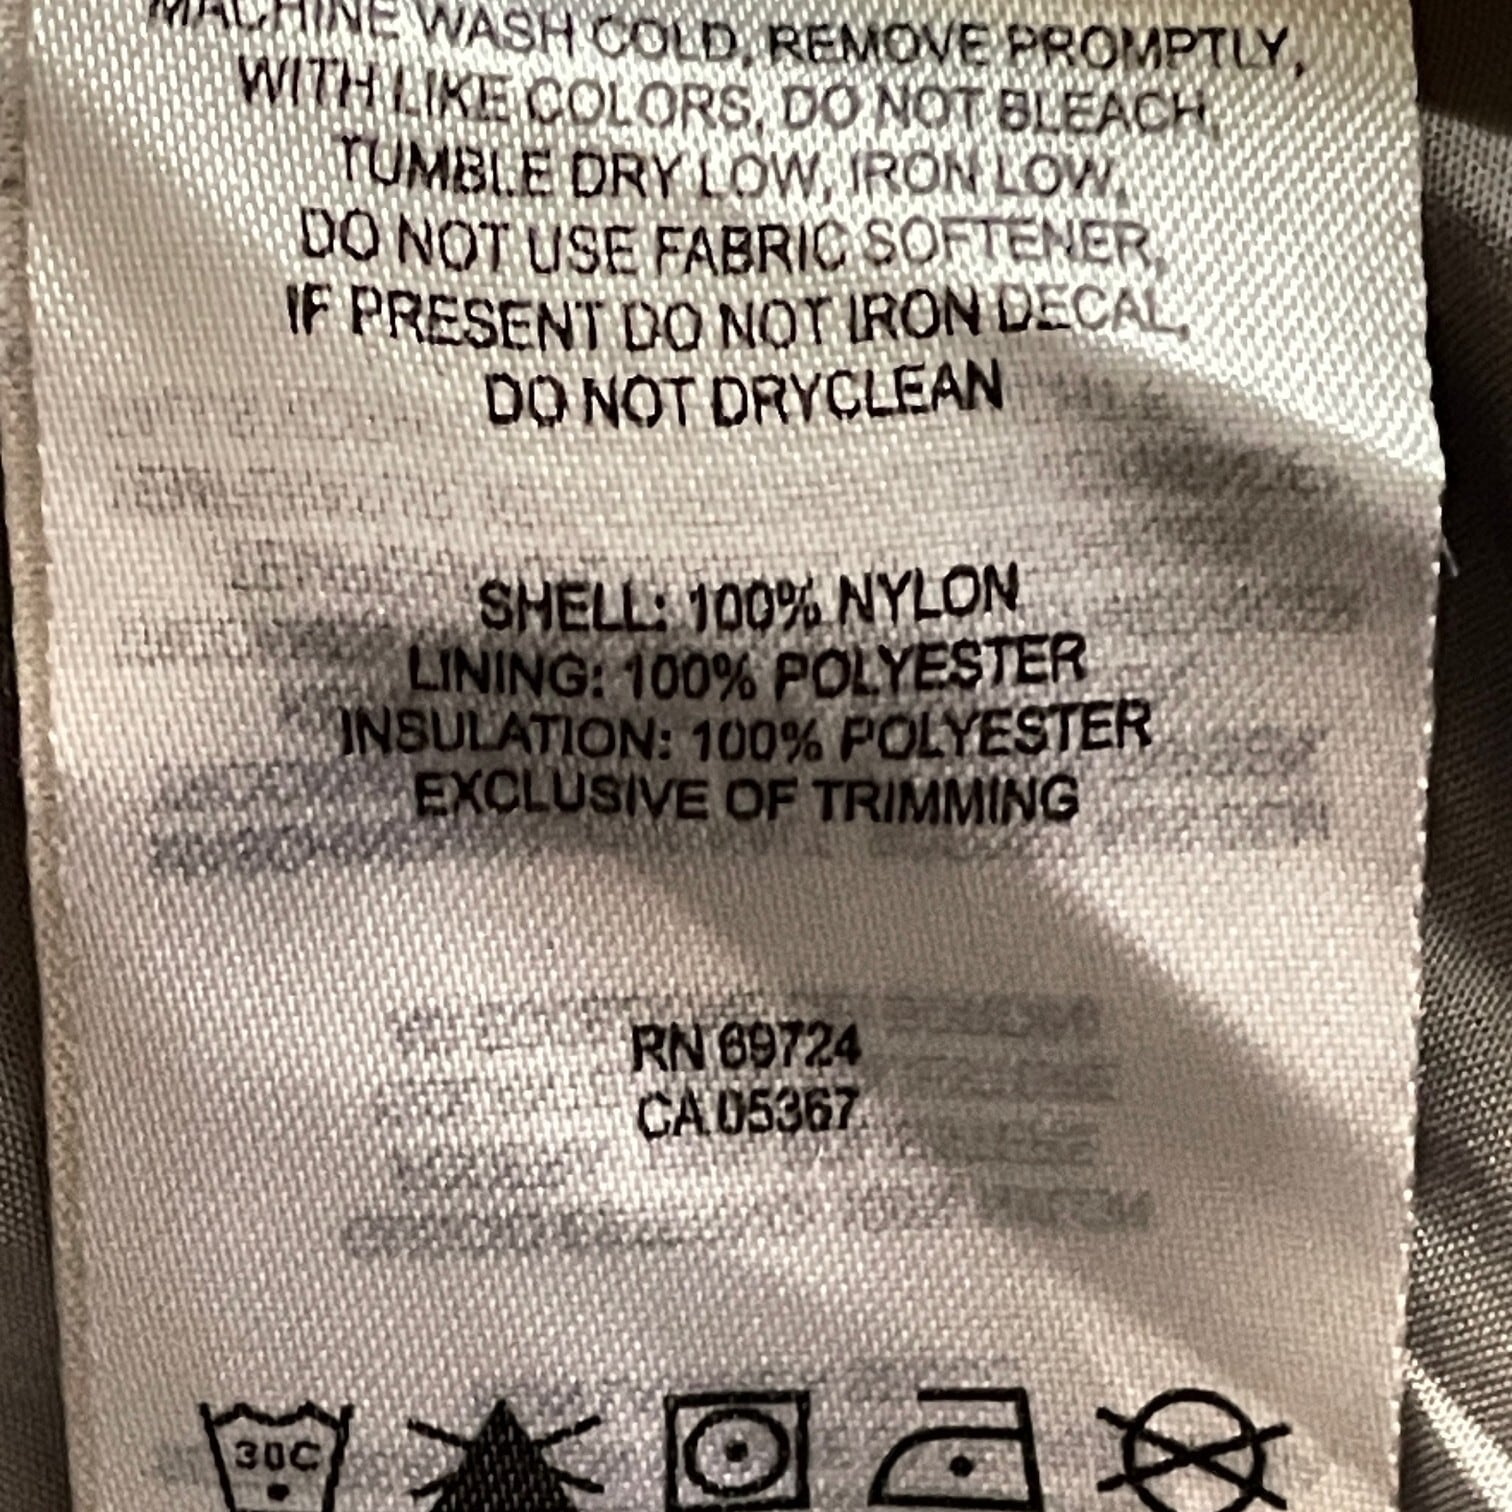 MACHINE WASH COLD, REMOVE PROMPTLY,
WITH LIKE COLORS, DO NOT BLEACH,
TUMBLE DRY LOW, IRON LOW,
DO NOT USE FABRIC SOFTENER,
IF PRESENT DO NOT IRON DECAL,
DO NOT DRYCLEAN
SHELL: 100% NYLON
LINING: 100% POLYESTER
INSULATION: 100% POLYESTER
EXCLUSIVE OF TRIMMING
RN 69724
CA 05367
30C